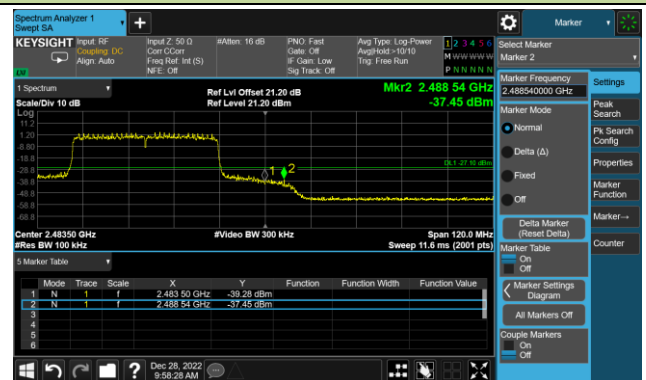 Spectrum Analyzer 1
Swept SA
Marker
KEYSIGHT Input: RF Input Z: 50 Ω #Atten: 16 dB PNO: Fast Avg Type: Log-Power 1 2 3 4 5 6
Coupling: DC Corr CCorr Gate: Off Avg|Hold:>10/10 M W W W W W
Align: Auto Freq Ref: Int (S) IF Gain: Low Trig: Free Run P N N N N N
NFE: Off Sig Track: Off
Select Marker
Marker 2
1 Spectrum
Scale/Div 10 dB
Ref Lvl Offset 21.20 dB
Ref Level 21.20 dBm
Mkr2 2.488 54 GHz
-37.45 dBm
Log
11.2
1.20
-8.80
-18.8
-28.8
-38.8
-48.8
-58.8
-68.8
DL1 -27.10 dBm
1
2
Center 2.48350 GHz #Video BW 300 kHz Span 120.0 MHz
#Res BW 100 kHz Sweep 11.6 ms (2001 pts)
5 Marker Table
Mode Trace Scale X Y Function Function Width Function Value
1 N 1 f 2.483 50 GHz -39.28 dBm
2 N 1 f 2.488 54 GHz -37.45 dBm
3
4
5
6
Marker Frequency
2.488540000 GHz
Marker Mode
Normal
Delta (Δ)
Fixed
Off
Delta Marker
(Reset Delta)
Marker Table
On
Off
Marker Settings
Diagram
All Markers Off
Couple Markers
On
Off
Settings
Peak
Search
Pk Search
Config
Properties
Marker
Function
Marker→
Counter
? Dec 28, 2022
9:58:28 AM